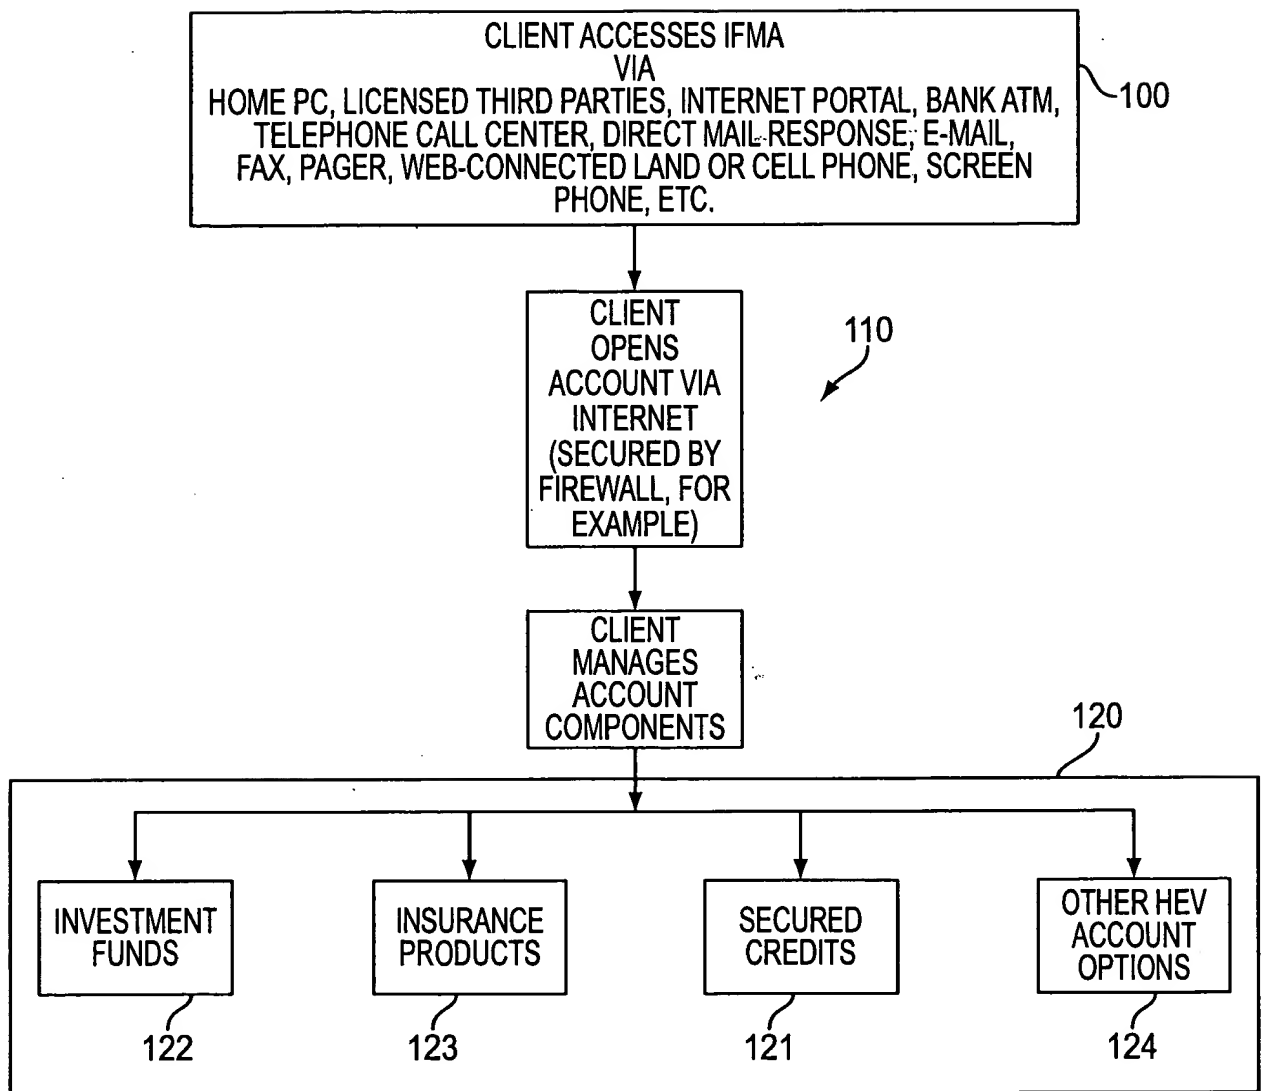 CLIENT ACCESSES IFMA
VIA
HOME PC, LICENSED THIRD PARTIES, INTERNET PORTAL, BANK ATM,
TELEPHONE CALL CENTER, DIRECT MAIL RESPONSE, E-MAIL,
FAX, PAGER, WEB-CONNECTED LAND OR CELL PHONE, SCREEN
PHONE, ETC.
100
CLIENT
OPENS
ACCOUNT VIA
INTERNET
(SECURED BY
FIREWALL, FOR
EXAMPLE)
110
CLIENT
MANAGES
ACCOUNT
COMPONENTS
120
INVESTMENT
FUNDS
122
INSURANCE
PRODUCTS
123
SECURED
CREDITS
121
OTHER HEV
ACCOUNT
OPTIONS
124